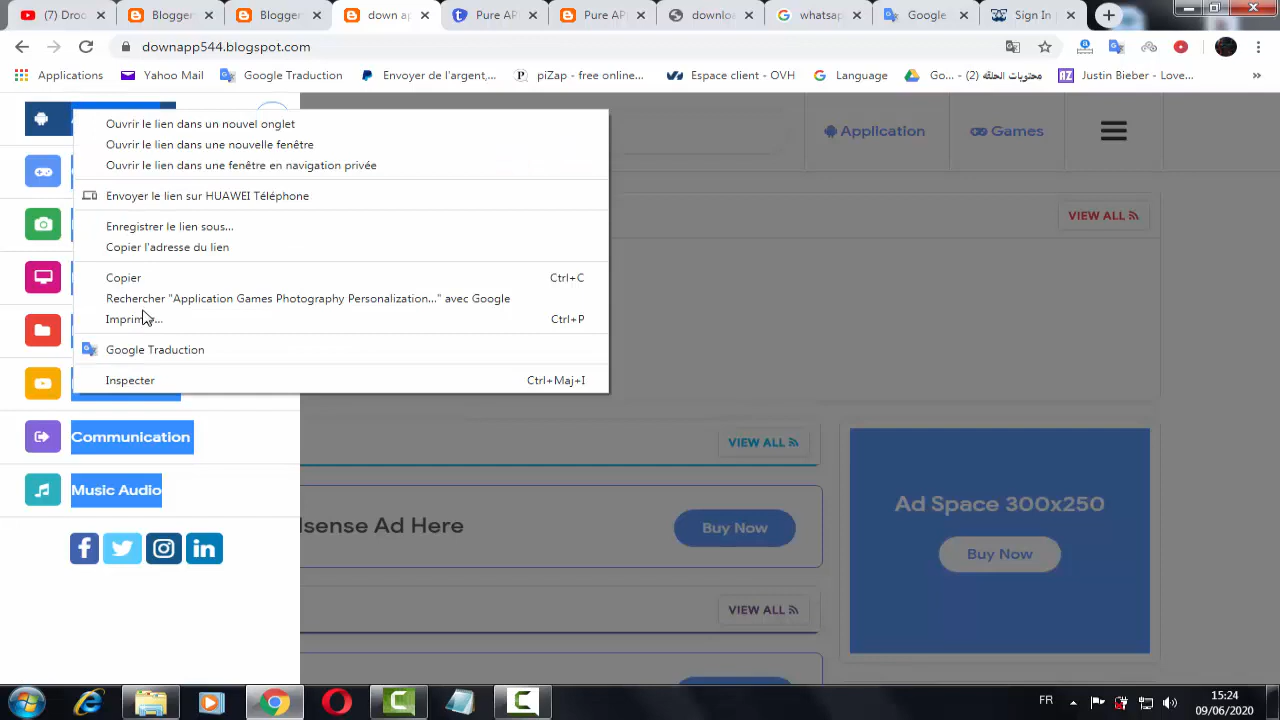 (7) Droo
Blogger
Blogger
down ap
Pure AP
Pure AP
downlo
whatsap
Google
Sign In
downapp544.blogspot.com
Applications
Yahoo Mail
Google Traduction
Envoyer de l'argent,...
piZap - free online...
Espace client - OVH
Language
Go... - (2) محتويات الحلقه
Justin Bieber - Love...
»
Ouvrir le lien dans un nouvel onglet
Ouvrir le lien dans une nouvelle fenêtre
Ouvrir le lien dans une fenêtre en navigation privée
Envoyer le lien sur HUAWEI Téléphone
Enregistrer le lien sous...
Copier l'adresse du lien
Copier Ctrl+C
Rechercher "Application Games Photography Personalization..." avec Google
... Ctrl+P
Google Traduction
Inspecter Ctrl+Maj+I
Communication
Music Audio
Application
Games
VIEW ALL
VIEW ALL
Ad Space 300x250
Buy Now
dsense Ad Here
Buy Now
VIEW ALL
FR
15:24
09/06/2020